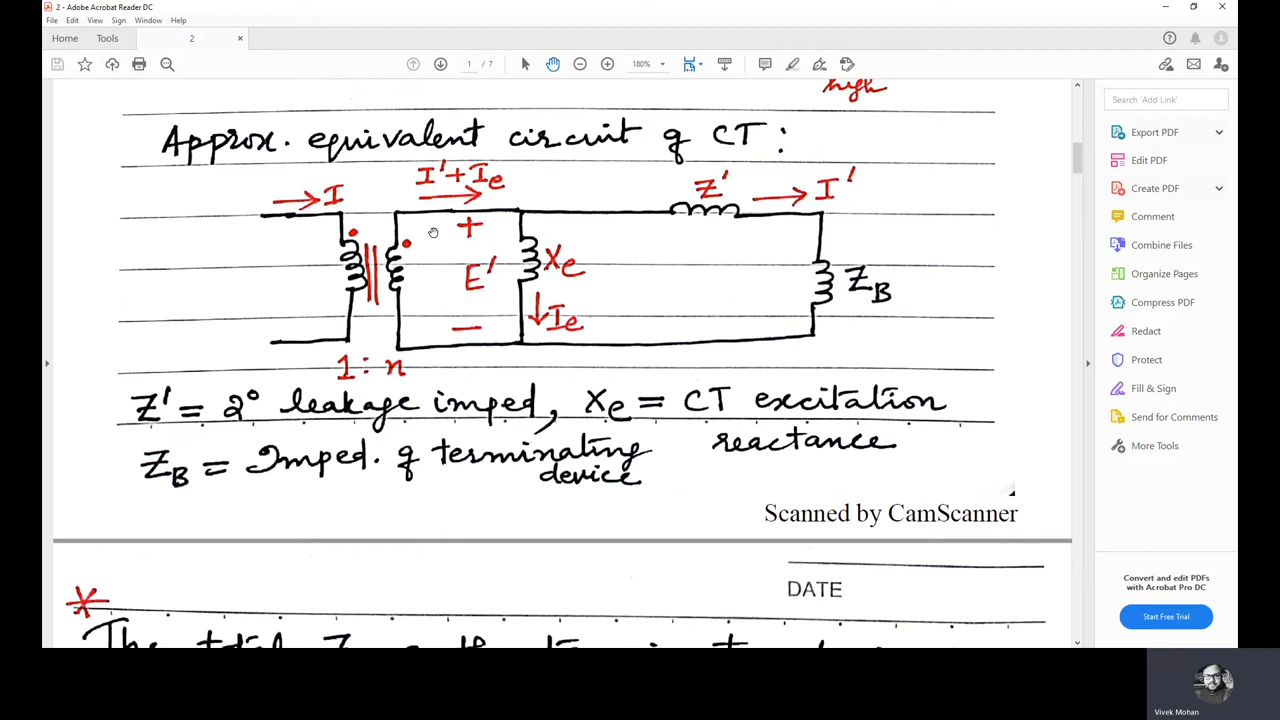 2 - Adobe Acrobat Reader DC
File Edit View Sign Window Help
Home Tools 2 ×
1 / 7 180%
high
Approx. equivalent circuit of CT :
I I'+Ie Z' I'
+
E' Xe ZB
− Ie
1 : n
Z' = 2° leakage imped, Xe = CT excitation
reactance
ZB = Imped. of terminating
device
Scanned by CamScanner
DATE
*
The total
Search 'Add Link'
Export PDF
Edit PDF
Create PDF
Comment
Combine Files
Organize Pages
Compress PDF
Redact
Protect
Fill & Sign
Send for Comments
More Tools
Convert and edit PDFs
with Acrobat Pro DC
Start Free Trial
Vivek Mohan